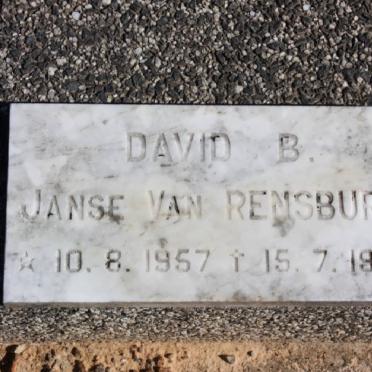 DAVID B.
JANSE VAN RENSBUR
☆ 10. 8. 1957 † 15. 7. 19